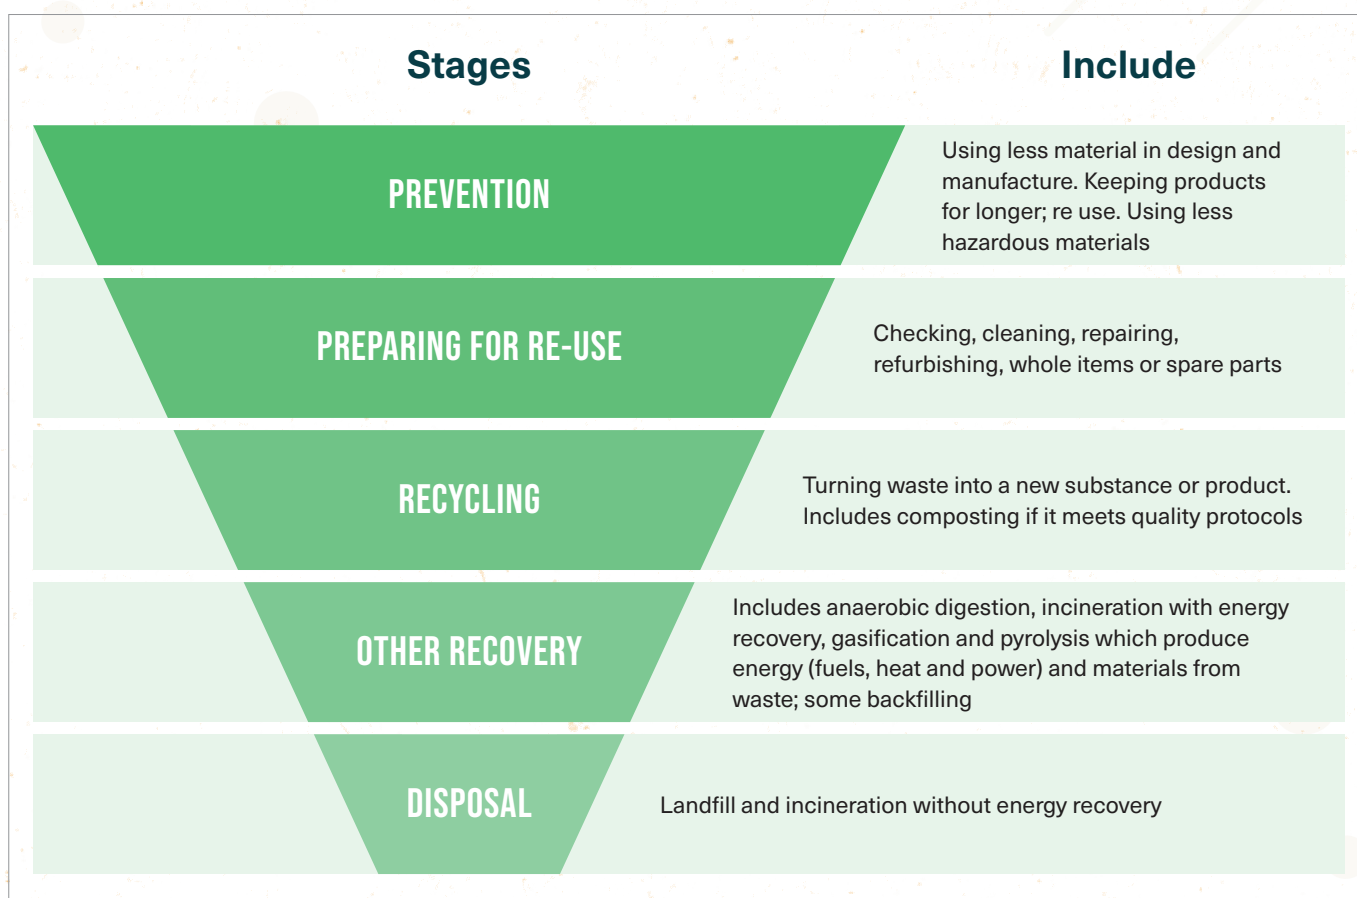 Stages
Include
PREVENTION
Using less material in design and
manufacture. Keeping products
for longer; re use. Using less
hazardous materials
PREPARING FOR RE-USE
Checking, cleaning, repairing,
refurbishing, whole items or spare parts
RECYCLING
Turning waste into a new substance or product.
Includes composting if it meets quality protocols
OTHER RECOVERY
Includes anaerobic digestion, incineration with energy
recovery, gasification and pyrolysis which produce
energy (fuels, heat and power) and materials from
waste; some backfilling
DISPOSAL
Landfill and incineration without energy recovery